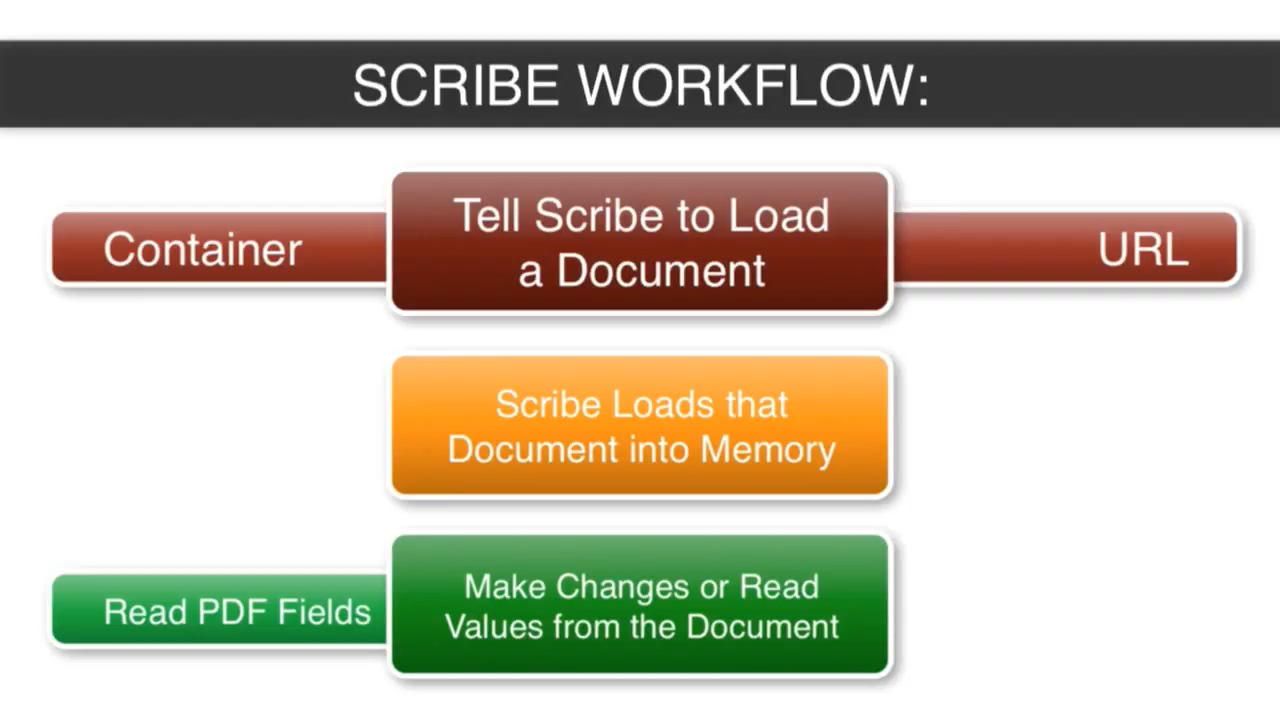 SCRIBE WORKFLOW:
Container
Tell Scribe to Load
a Document
URL
Scribe Loads that
Document into Memory
Read PDF Fields
Make Changes or Read
Values from the Document